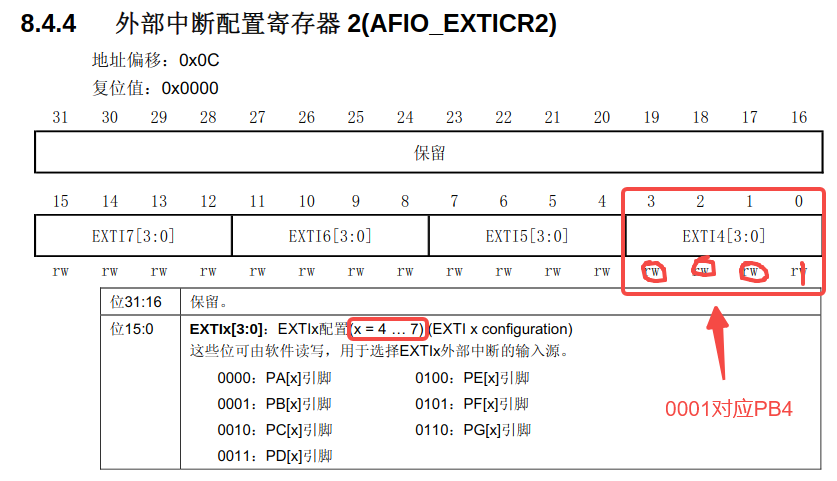 8.4.4 外部中断配置寄存器 2(AFIO_EXTICR2)
地址偏移：0x0C
复位值：0x0000
31 30 29 28 27 26 25 24 23 22 21 20 19 18 17 16
保留
15 14 13 12 11 10 9 8 7 6 5 4 3 2 1 0
EXTI7[3:0] EXTI6[3:0] EXTI5[3:0] EXTI4[3:0]
rw rw rw rw rw rw rw rw rw rw rw rw rw rw rw rw
位31:16 保留。
位15:0 EXTIx[3:0]：EXTIx配置(x = 4 … 7) (EXTI x configuration)
这些位可由软件读写，用于选择EXTIx外部中断的输入源。
0000：PA[x]引脚 0100：PE[x]引脚
0001：PB[x]引脚 0101：PF[x]引脚
0010：PC[x]引脚 0110：PG[x]引脚
0011：PD[x]引脚
0001对应PB4